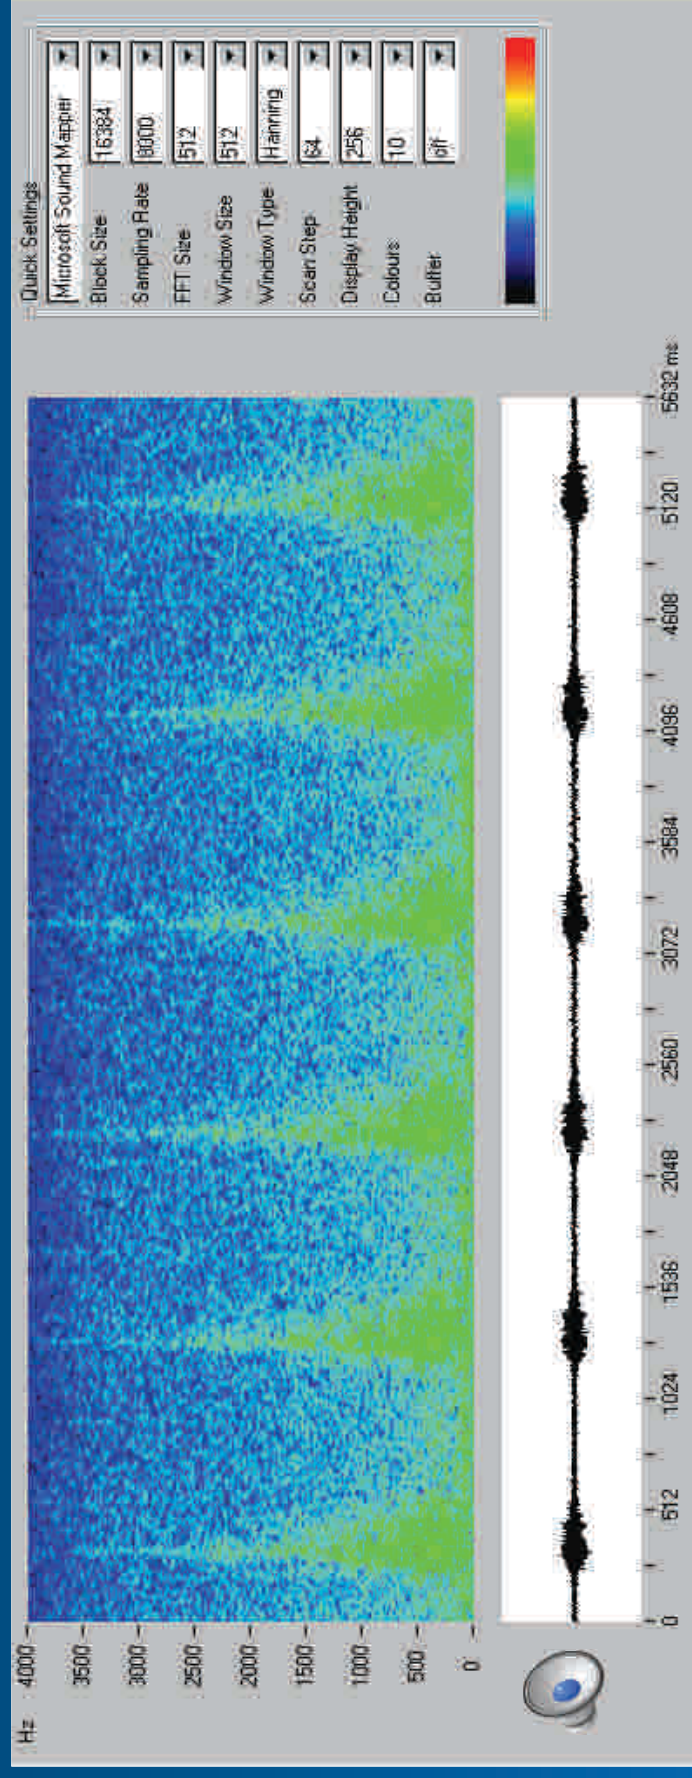 Hz
4000
3500
3000
2500
2000
1500
1000
500
0
0
512
1024
1536
2048
2560
3072
3584
4096
4608
5120
5632 ms
Quick Settings
Microsoft Sound Mapper
Block Size 16384
Sampling Rate 8000
FFT Size 512
Window Size 512
Window Type Hanning
Scan Step 64
Display Height 256
Colours 10
Buffer off